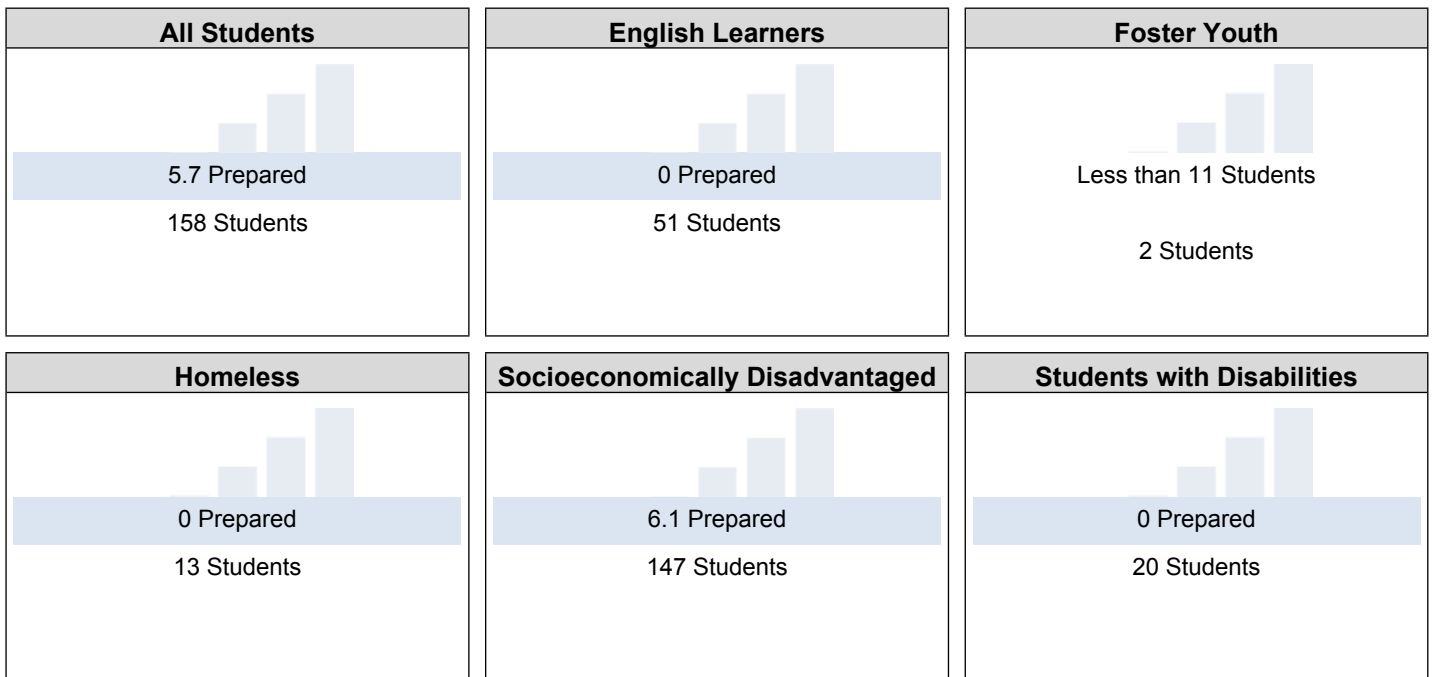 All Students
5.7 Prepared
158 Students
English Learners
0 Prepared
51 Students
Foster Youth
Less than 11 Students
2 Students
Homeless
0 Prepared
13 Students
Socioeconomically Disadvantaged
6.1 Prepared
147 Students
Students with Disabilities
0 Prepared
20 Students